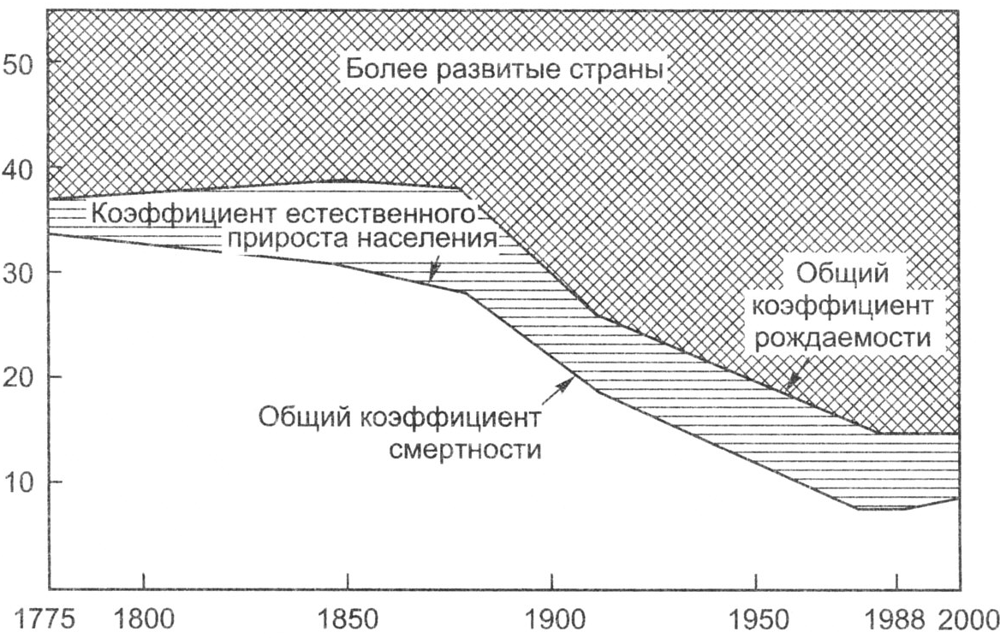 50
40
30
20
10
Более развитые страны
Коэффициент естественного
прироста населения
Общий
коэффициент
рождаемости
Общий коэффициент
смертности
1775 1800 1850 1900 1950 1988 2000